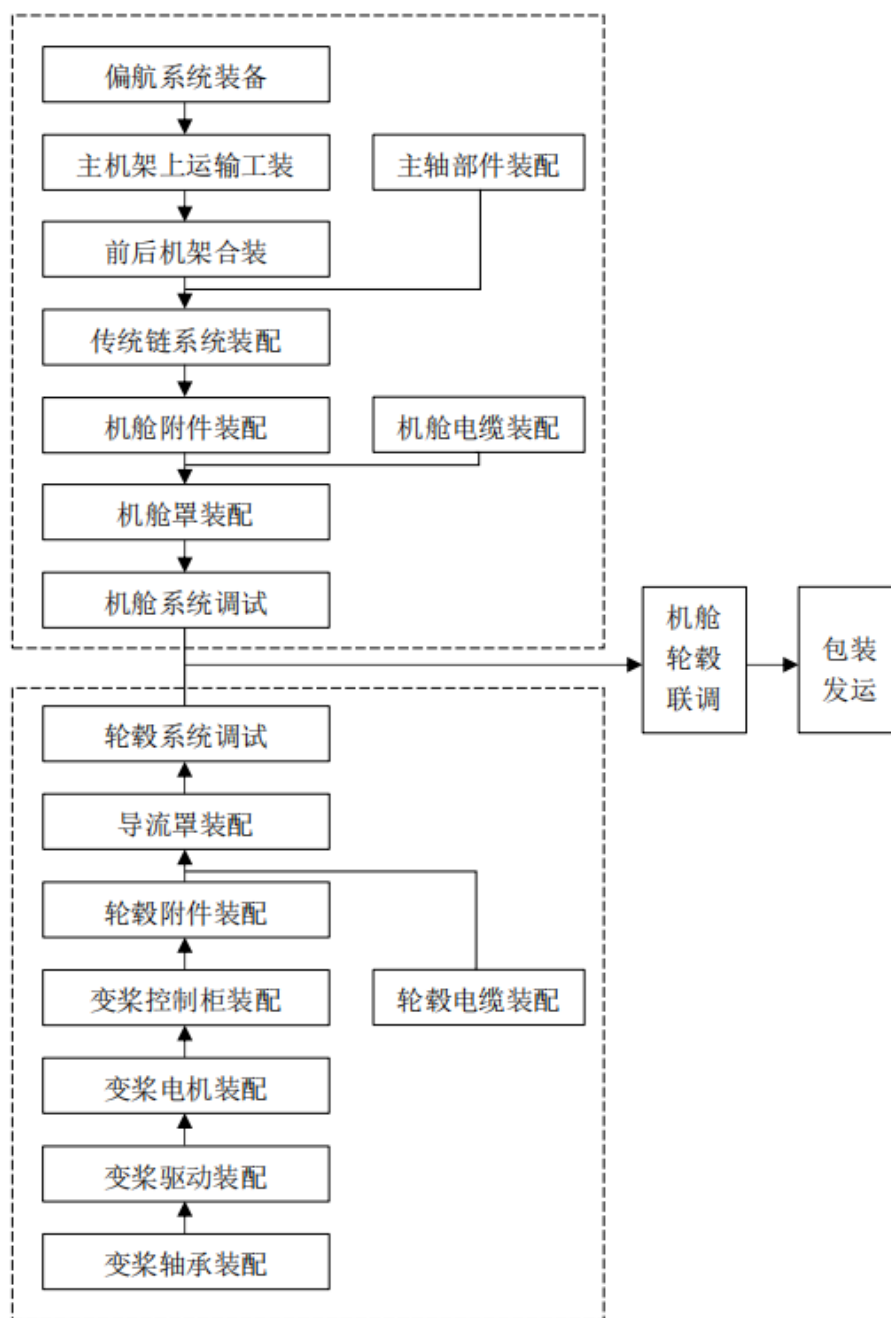 偏航系统装备
主机架上运输工装
主轴部件装配
前后机架合装
传统链系统装配
机舱附件装配
机舱电缆装配
机舱罩装配
机舱系统调试
机舱
轮毂
联调
包装
发运
轮毂系统调试
导流罩装配
轮毂附件装配
变桨控制柜装配
轮毂电缆装配
变桨电机装配
变桨驱动装配
变桨轴承装配